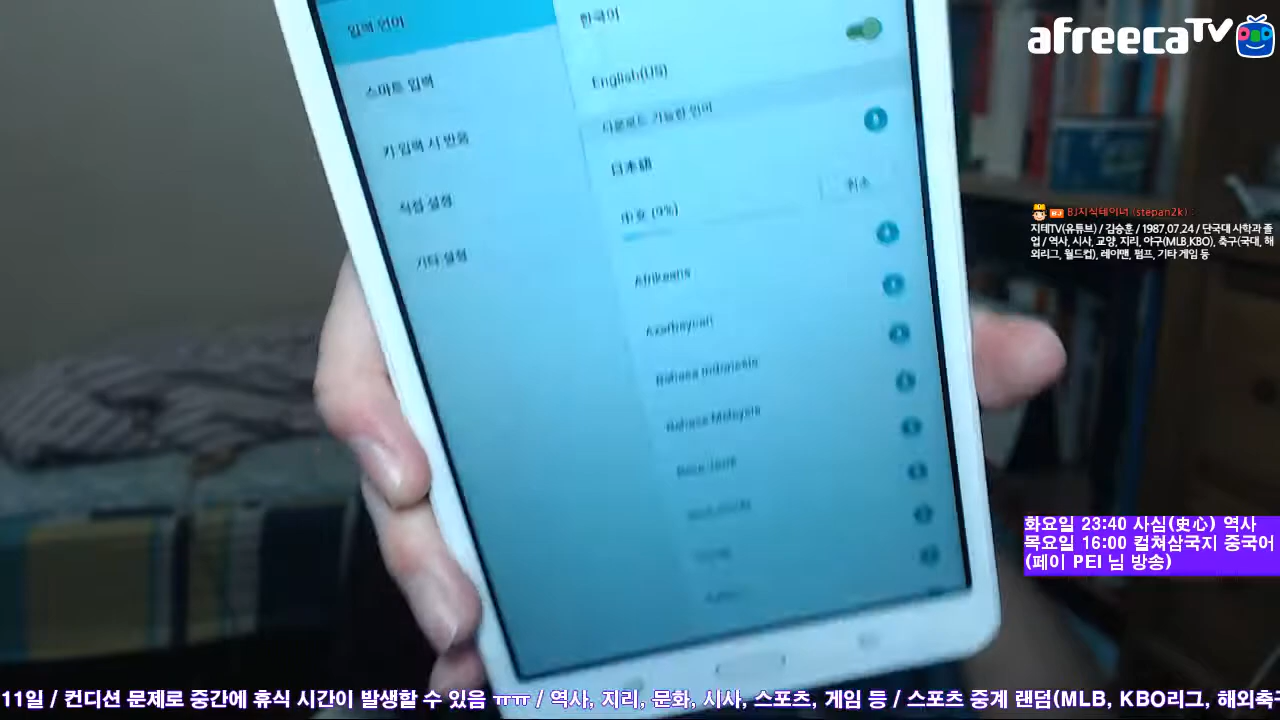 입력 언어
스마트 입력
키 입력 시 반응
직접 설정
기타 설정
한국어
English(US)
다운로드 가능한 언어
日本語
中文 (9%)
취소
Afrikaans
Azərbaycan
Bahasa Indonesia
Bahasa Malaysia
afreecaTV
BJ지식테이너 (stepan2k) :
지테TV(유튜브) / 김승훈 / 1987.07.24 / 단국대 사학과 졸
업 / 역사, 시사, 교양, 지리, 야구(MLB,KBO), 축구(국대, 해
외리그, 월드컵), 레이맨, 펌프, 기타 게임 등
화요일 23:40 사심(史心) 역사
목요일 16:00 컬쳐삼국지 중국어
(페이 PEI 님 방송)
11일 / 컨디션 문제로 중간에 휴식 시간이 발생할 수 있음 ㅠㅠ / 역사, 지리, 문화, 시사, 스포츠, 게임 등 / 스포츠 중계 랜덤(MLB, KBO리그, 해외축구